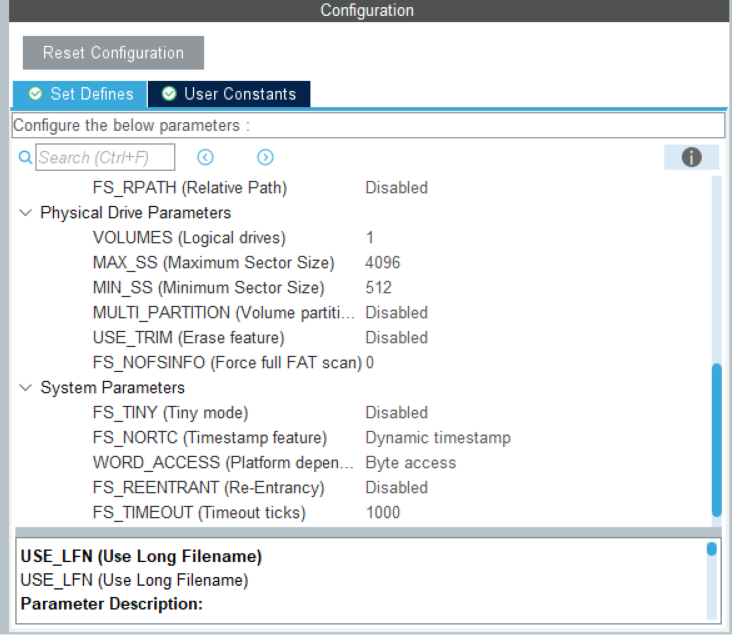 Configuration
Reset Configuration
Set Defines User Constants
Configure the below parameters :
Search (Ctrl+F)
FS_RPATH (Relative Path) Disabled
Physical Drive Parameters
VOLUMES (Logical drives) 1
MAX_SS (Maximum Sector Size) 4096
MIN_SS (Minimum Sector Size) 512
MULTI_PARTITION (Volume partiti... Disabled
USE_TRIM (Erase feature) Disabled
FS_NOFSINFO (Force full FAT scan) 0
System Parameters
FS_TINY (Tiny mode) Disabled
FS_NORTC (Timestamp feature) Dynamic timestamp
WORD_ACCESS (Platform depen... Byte access
FS_REENTRANT (Re-Entrancy) Disabled
FS_TIMEOUT (Timeout ticks) 1000
USE_LFN (Use Long Filename)
USE_LFN (Use Long Filename)
Parameter Description: